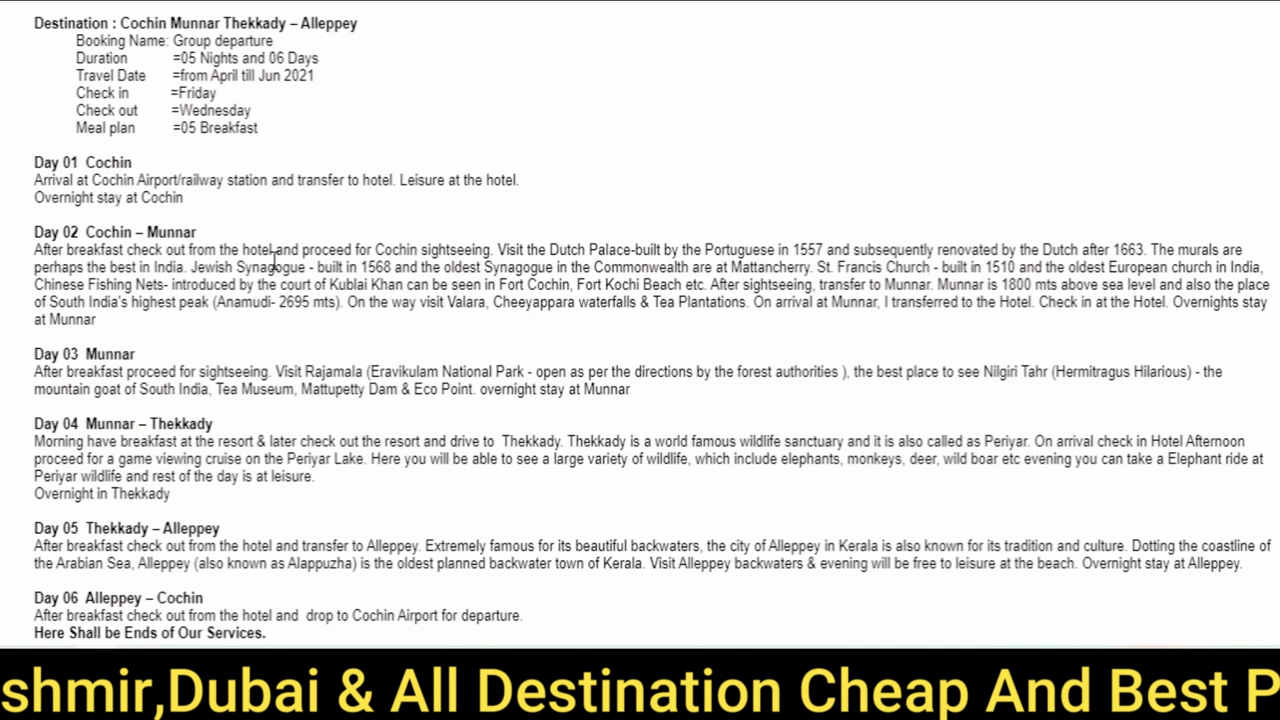 Destination : Cochin Munnar Thekkady – Alleppey
Booking Name: Group departure
Duration =05 Nights and 06 Days
Travel Date =from April till Jun 2021
Check in =Friday
Check out =Wednesday
Meal plan =05 Breakfast
Day 01 Cochin
Arrival at Cochin Airport/railway station and transfer to hotel. Leisure at the hotel.
Overnight stay at Cochin
Day 02 Cochin – Munnar
After breakfast check out from the hotel and proceed for Cochin sightseeing. Visit the Dutch Palace-built by the Portuguese in 1557 and subsequently renovated by the Dutch after 1663. The murals are
perhaps the best in India. Jewish Synagogue - built in 1568 and the oldest Synagogue in the Commonwealth are at Mattancherry. St. Francis Church - built in 1510 and the oldest European church in India,
Chinese Fishing Nets- introduced by the court of Kublai Khan can be seen in Fort Cochin, Fort Kochi Beach etc. After sightseeing, transfer to Munnar. Munnar is 1800 mts above sea level and also the place
of South India's highest peak (Anamudi- 2695 mts). On the way visit Valara, Cheeyappara waterfalls & Tea Plantations. On arrival at Munnar, I transferred to the Hotel. Check in at the Hotel. Overnights stay
at Munnar
Day 03 Munnar
After breakfast proceed for sightseeing. Visit Rajamala (Eravikulam National Park - open as per the directions by the forest authorities ), the best place to see Nilgiri Tahr (Hermitragus Hilarious) - the
mountain goat of South India, Tea Museum, Mattupetty Dam & Eco Point. overnight stay at Munnar
Day 04 Munnar – Thekkady
Morning have breakfast at the resort & later check out the resort and drive to Thekkady. Thekkady is a world famous wildlife sanctuary and it is also called as Periyar. On arrival check in Hotel Afternoon
proceed for a game viewing cruise on the Periyar Lake. Here you will be able to see a large variety of wildlife, which include elephants, monkeys, deer, wild boar etc evening you can take a Elephant ride at
Periyar wildlife and rest of the day is at leisure.
Overnight in Thekkady
Day 05 Thekkady – Alleppey
After breakfast check out from the hotel and transfer to Alleppey. Extremely famous for its beautiful backwaters, the city of Alleppey in Kerala is also known for its tradition and culture. Dotting the coastline of
the Arabian Sea, Alleppey (also known as Alappuzha) is the oldest planned backwater town of Kerala. Visit Alleppey backwaters & evening will be free to leisure at the beach. Overnight stay at Alleppey.
Day 06 Alleppey – Cochin
After breakfast check out from the hotel and drop to Cochin Airport for departure.
Here Shall be Ends of Our Services.
shmir,Dubai & All Destination Cheap And Best P